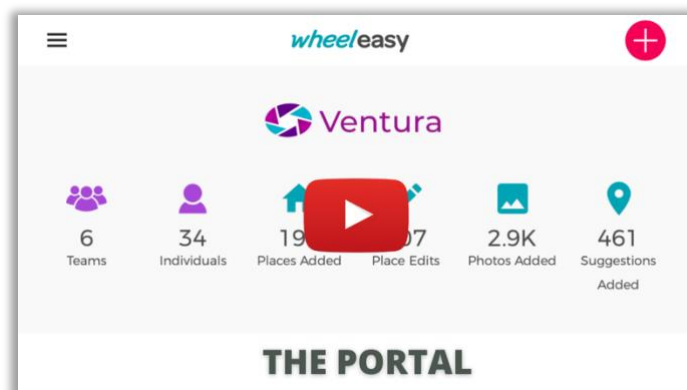 wheeleasy
Ventura
6
34
2.9K
461
Teams
Individuals
Places Added
Place Edits
Photos Added
Suggestions
Added
THE PORTAL